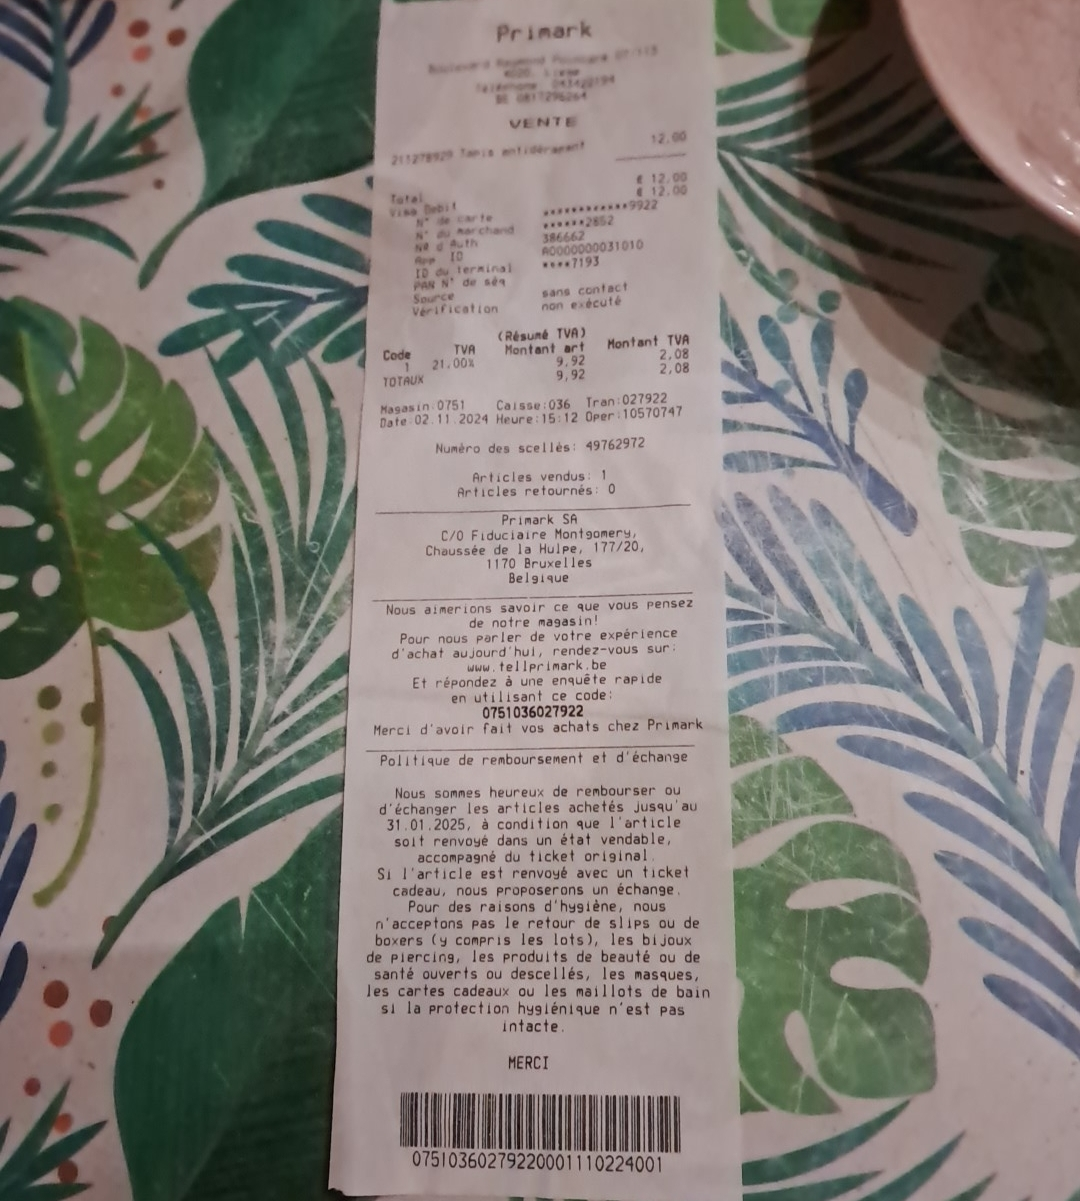 Primark
Boulevard Raymond Poincaré 07/113
4020, Liege
Téléphone: 043420194
BE 0817296264
VENTE
211278929 Tapis antidérapant 12.00
Total € 12.00
Visa Debit € 12.00
N° de carte ************9922
N° du marchand ******2852
N° d Auth 386662
App ID A0000000031010
ID du terminal ****7193
PAN N° de séq
Source sans contact
Vérification non exécuté
(Résumé TVA)
Code TVA Montant art Montant TVA
1 21,00% 9,92 2,08
TOTAUX 9,92 2,08
Magasin:0751 Caisse:036 Tran:027922
Date:02.11.2024 Heure:15:12 Oper:10570747
Numéro des scellés: 49762972
Articles vendus: 1
Articles retournés: 0
Primark SA
C/O Fiduciaire Montgomery,
Chaussée de la Hulpe, 177/20,
1170 Bruxelles
Belgique
Nous aimerions savoir ce que vous pensez
de notre magasin!
Pour nous parler de votre expérience
d'achat aujourd'hui, rendez-vous sur:
www.tellprimark.be
Et répondez à une enquête rapide
en utilisant ce code:
0751036027922
Merci d'avoir fait vos achats chez Primark
Politique de remboursement et d'échange
Nous sommes heureux de rembourser ou
d'échanger les articles achetés jusqu'au
31.01.2025, à condition que l'article
soit renvoyé dans un état vendable,
accompagné du ticket original.
Si l'article est renvoyé avec un ticket
cadeau, nous proposerons un échange.
Pour des raisons d'hygiène, nous
n'acceptons pas le retour de slips ou de
boxers (y compris les lots), les bijoux
de piercing, les produits de beauté ou de
santé ouverts ou descellés, les masques,
les cartes cadeaux ou les maillots de bain
si la protection hygiénique n'est pas
intacte.
MERCI
07510360279220001110224001